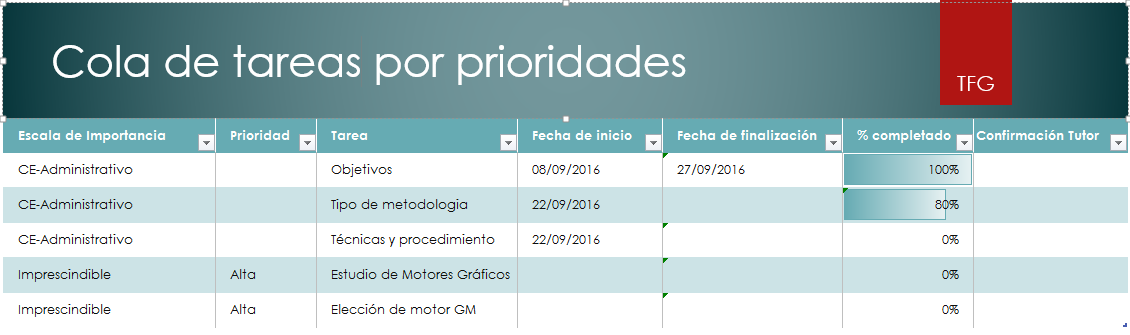 Cola de tareas por prioridades
TFG
Escala de Importancia Prioridad Tarea Fecha de inicio Fecha de finalización % completado Confirmación Tutor
CE-Administrativo Objetivos 08/09/2016 27/09/2016 100%
CE-Administrativo Tipo de metodologia 22/09/2016 80%
CE-Administrativo Técnicas y procedimiento 22/09/2016 0%
Imprescindible Alta Estudio de Motores Gráficos 0%
Imprescindible Alta Elección de motor GM 0%